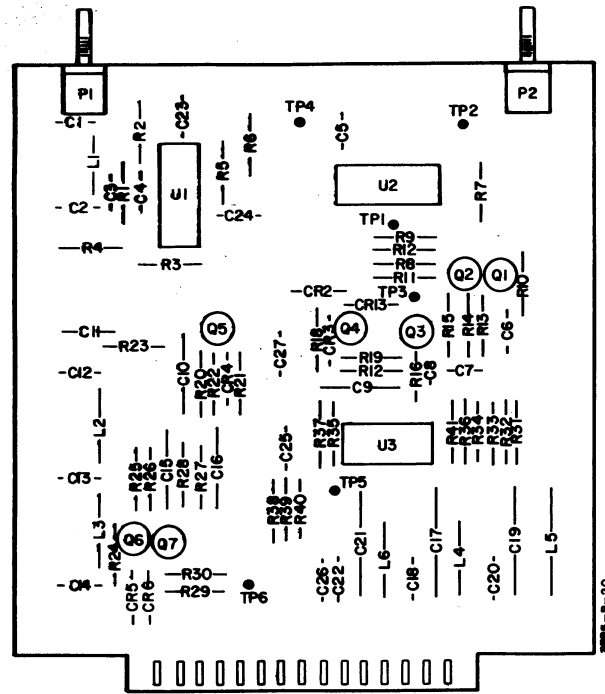 P1
P2
C1
R2
C23
R6
TP4
C5
TP2
L1
R5
U1
U2
R7
C3
R1
C4
C2
C24
TP1
R4
R3
R9
R12
R8
R11
Q2
Q1
R10
CR2
TP3
CR13
C11
R23
Q5
C27
R18
CR3
Q4
Q3
R15
R14
R13
C6
C12
C10
R20
R22
CR4
R21
R19
R12
R16
C8
C7
C9
L2
R37
R35
U3
R41
R36
R34
R33
R32
R31
C13
R25
R26
C15
R28
R27
C16
C25
R38
R39
R40
TP5
L3
R24
Q6
Q7
C21
L6
C17
L4
C19
L5
C14
CR5
CR6
R30
R29
TP6
C26
C22
C18
C20